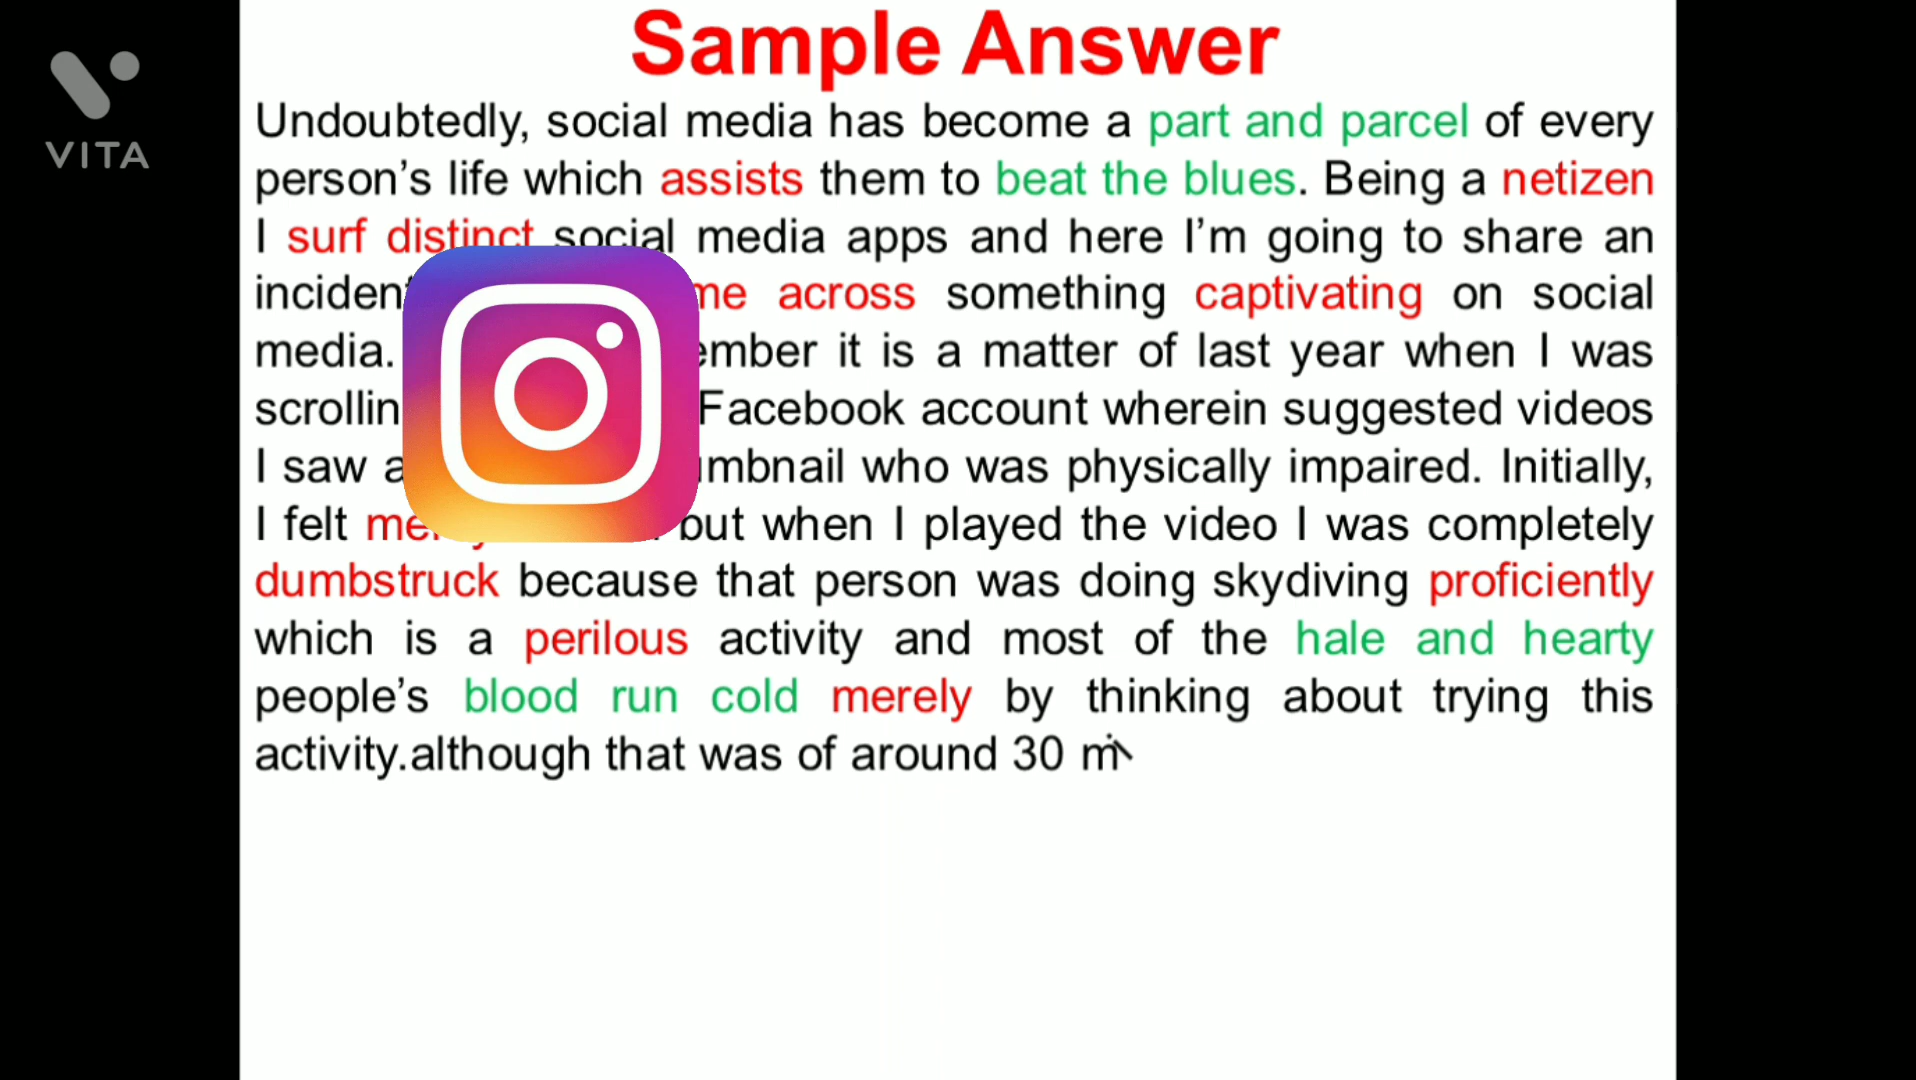 VITA
Sample Answer
Undoubtedly, social media has become a part and parcel of every
person’s life which assists them to beat the blues. Being a netizen
I surf distinct social media apps and here I’m going to share an
across something captivating on social
media. it is a matter of last year when I was
Facebook account wherein suggested videos
I saw who was physically impaired. Initially,
I felt but when I played the video I was completely
dumbstruck because that person was doing skydiving proficiently
which is a perilous activity and most of the hale and hearty
people’s blood run cold merely by thinking about trying this
activity.although that was of around 30